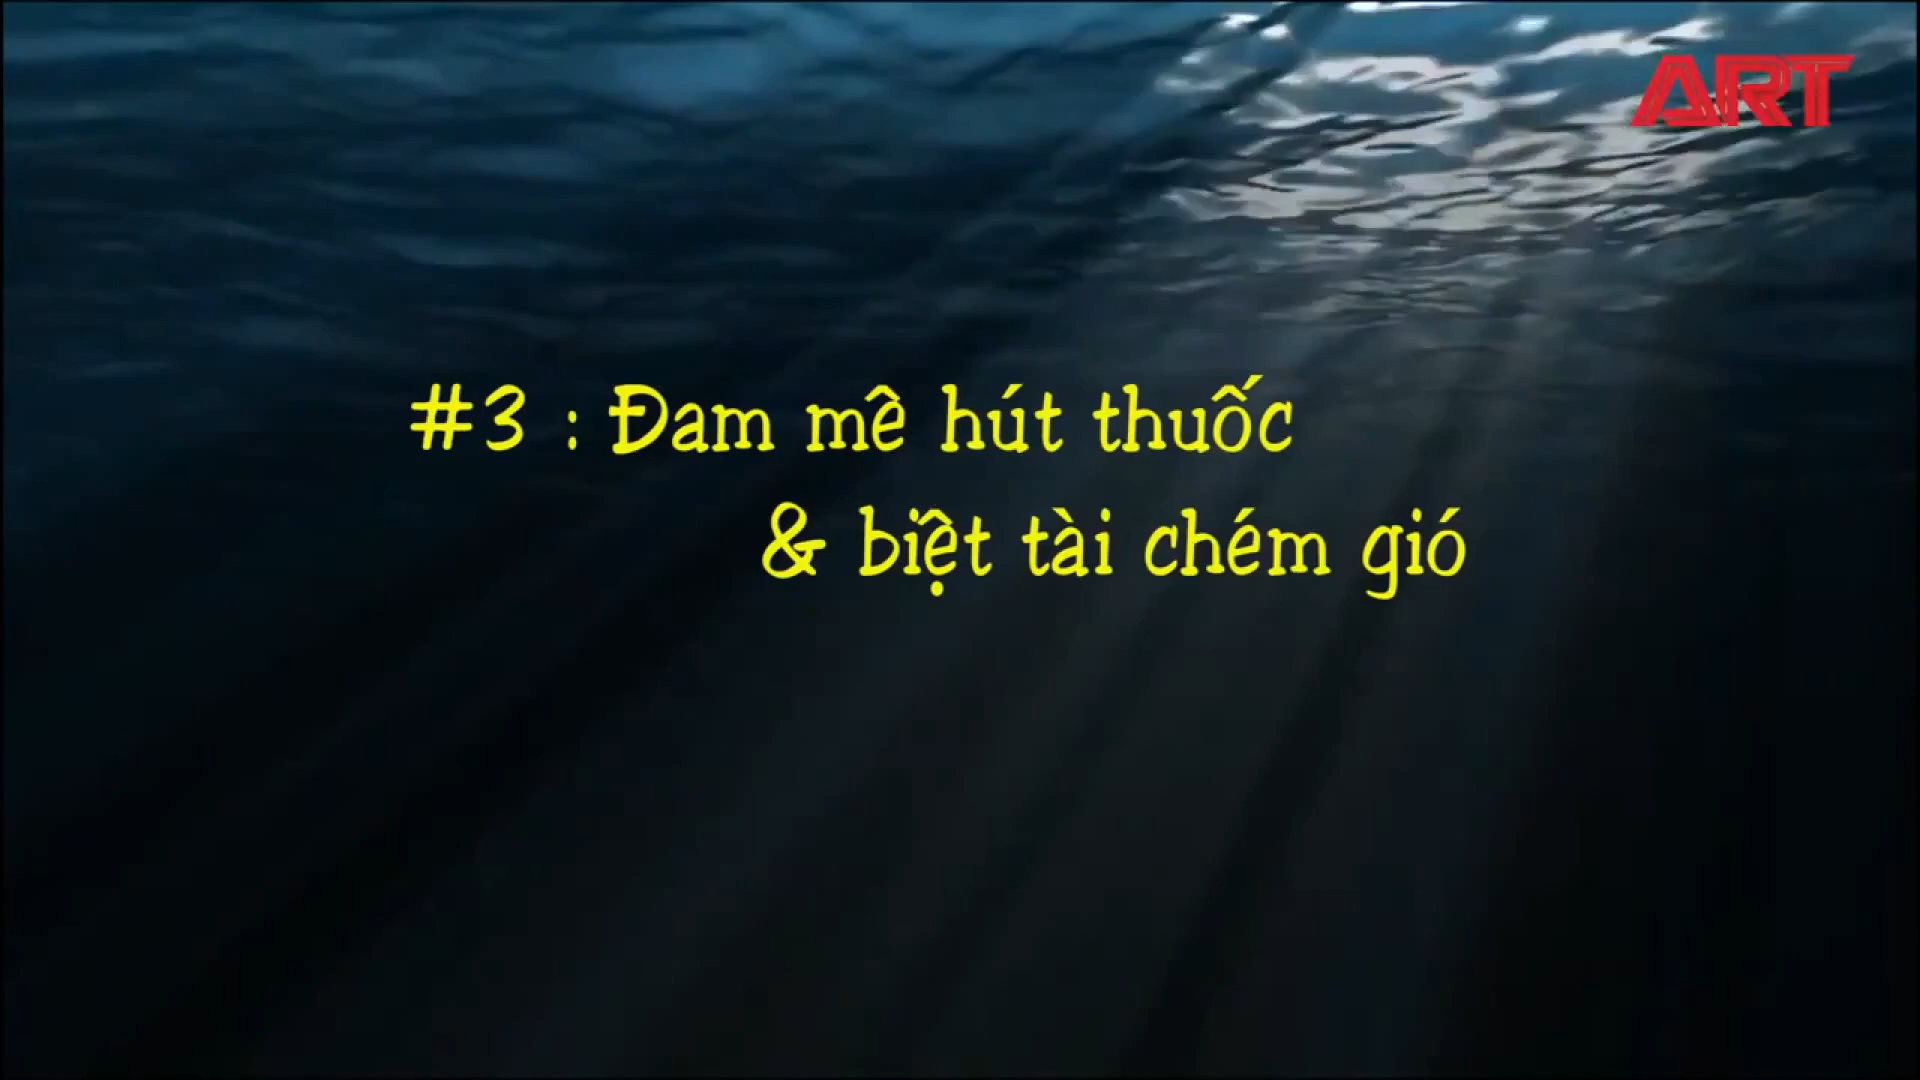 ART
#3 : Đam mê hút thuốc
& biệt tài chém gió